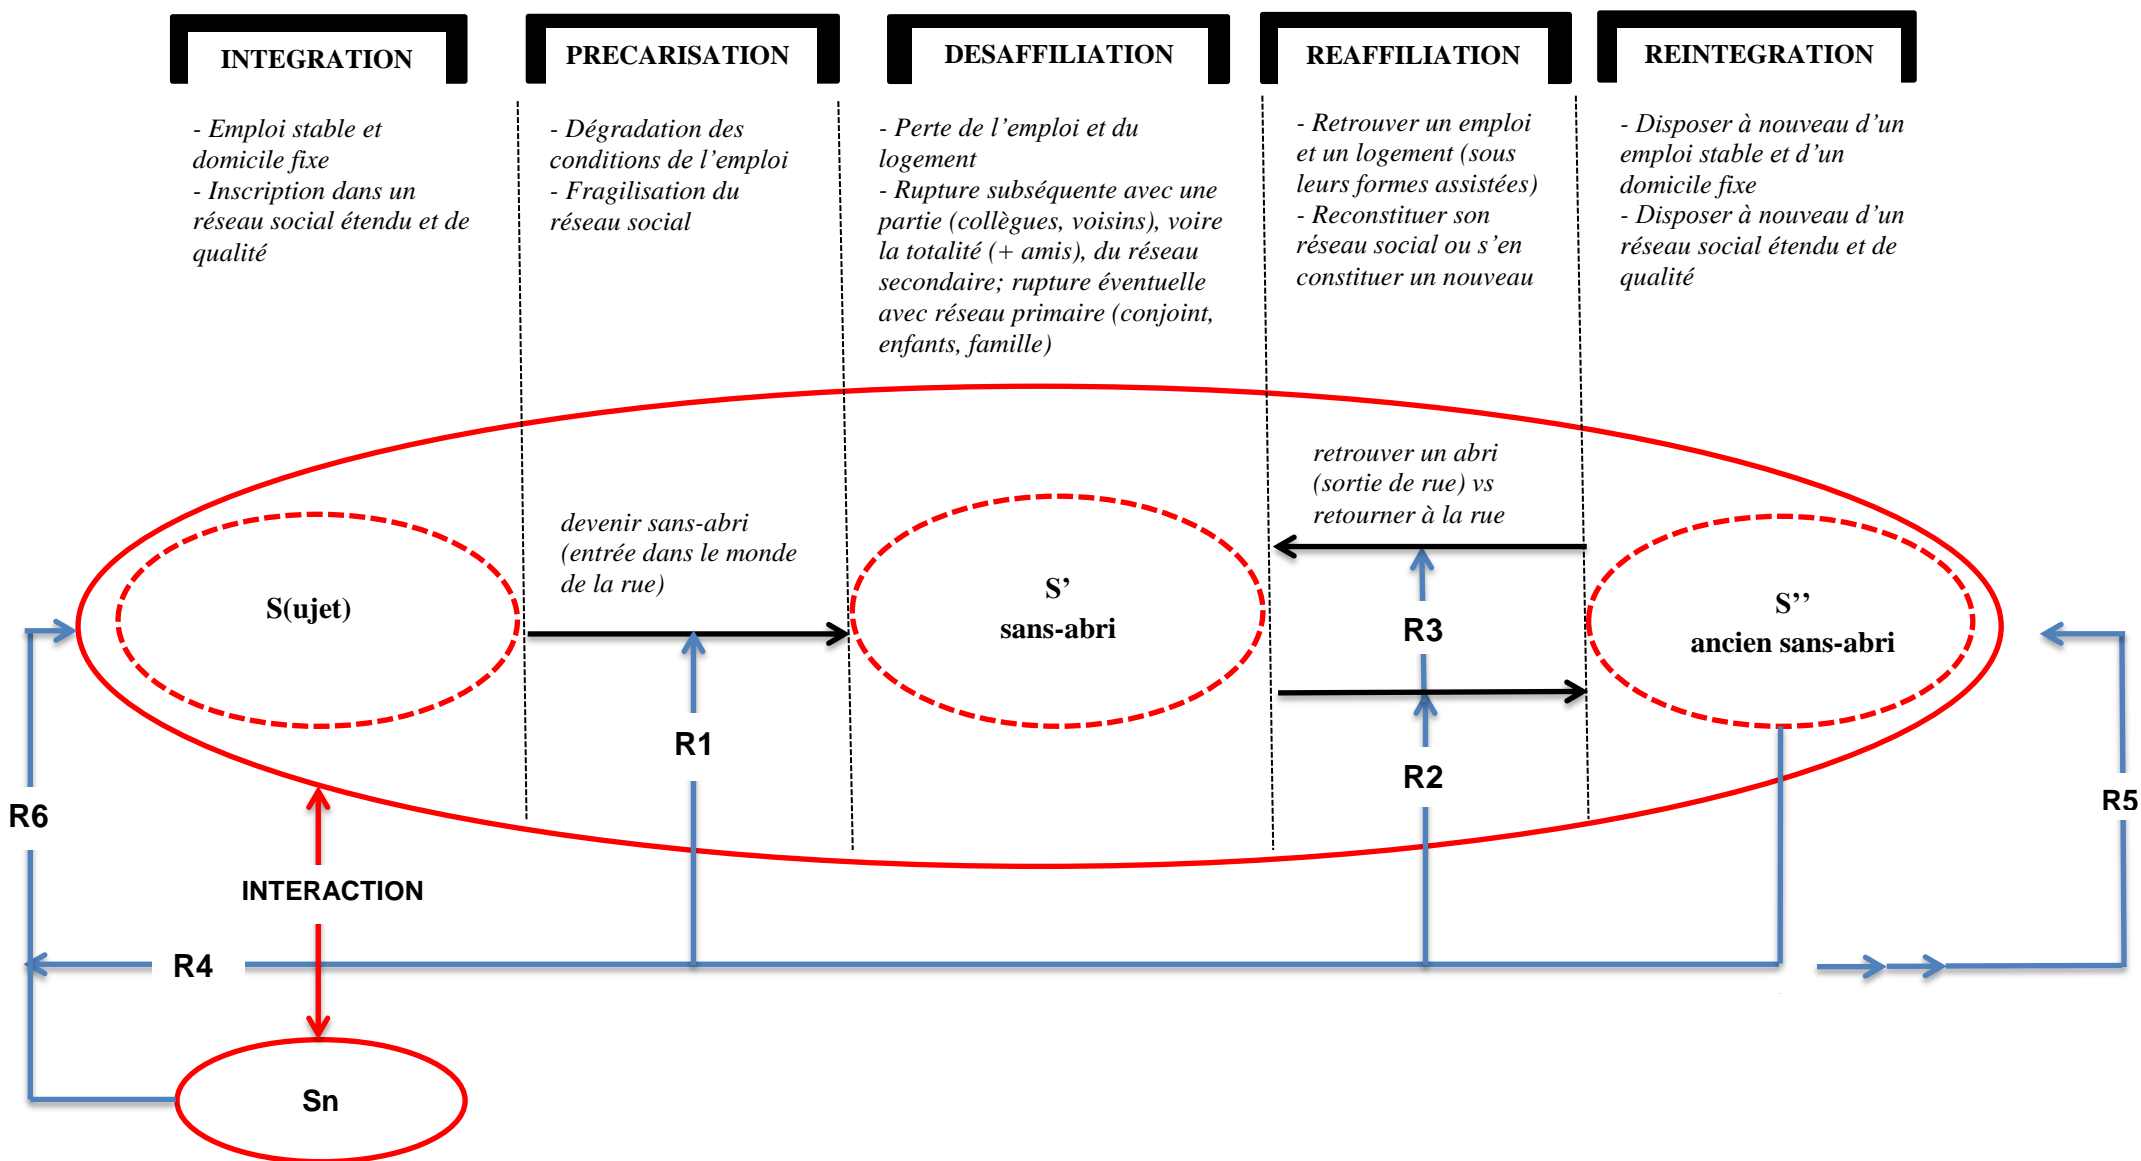 INTEGRATION
PRECARISATION
DESAFFILIATION
REAFFILIATION
REINTEGRATION
- Emploi stable et
domicile fixe
- Inscription dans un
réseau social étendu et de
qualité
- Dégradation des
conditions de l’emploi
- Fragilisation du
réseau social
- Perte de l’emploi et du
logement
- Rupture subséquente avec une
partie (collègues, voisins), voire
la totalité (+ amis), du réseau
secondaire; rupture éventuelle
avec réseau primaire (conjoint,
enfants, famille)
- Retrouver un emploi
et un logement (sous
leurs formes assistées)
- Reconstituer son
réseau social ou s’en
constituer un nouveau
- Disposer à nouveau d’un
emploi stable et d’un
domicile fixe
- Disposer à nouveau d’un
réseau social étendu et de
qualité
S(ujet)
devenir sans-abri
(entrée dans le monde
de la rue)
S’
sans-abri
retrouver un abri
(sortie de rue) vs
retourner à la rue
S’’
ancien sans-abri
R3
R1
R2
R6
R5
INTERACTION
R4
Sn